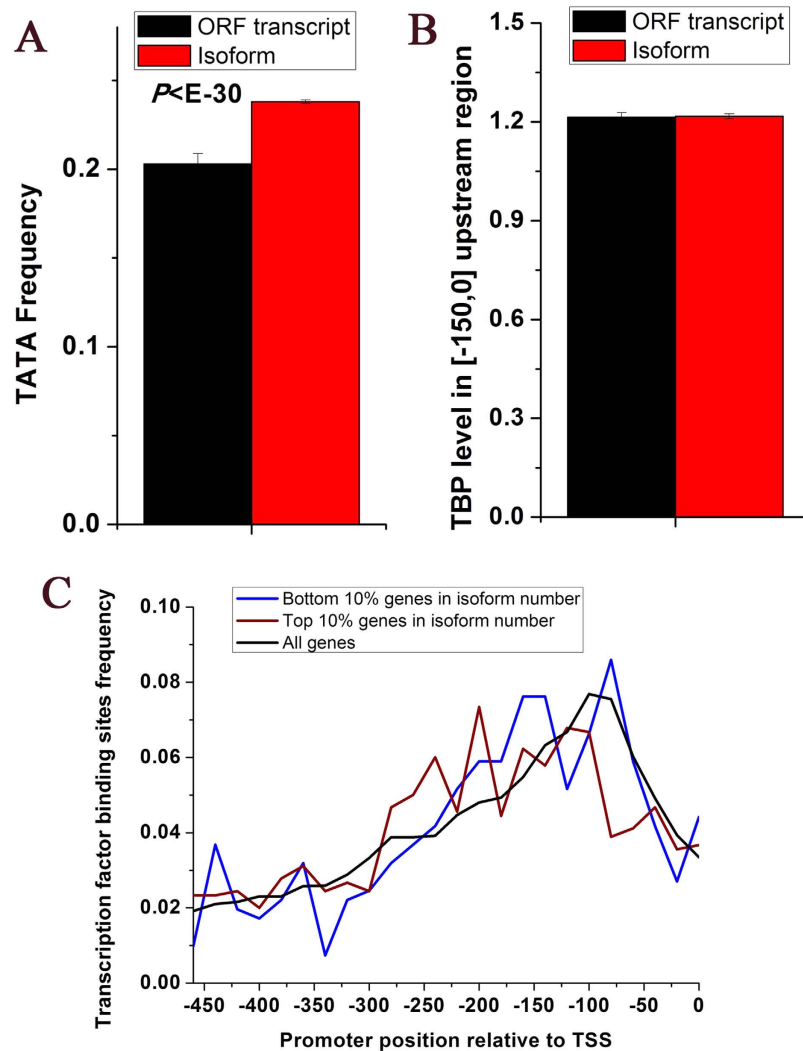 A
ORF transcript
Isoform
P<E-30
TATA Frequency
0.2
0.1
0.0
B
ORF transcript
Isoform
TBP level in [-150,0] upstream region
1.5
1.2
0.9
0.6
0.3
0.0
C
Bottom 10% genes in isoform number
Top 10% genes in isoform number
All genes
Transcription factor binding sites frequency
0.10
0.08
0.06
0.04
0.02
0.00
-450 -400 -350 -300 -250 -200 -150 -100 -50 0
Promoter position relative to TSS